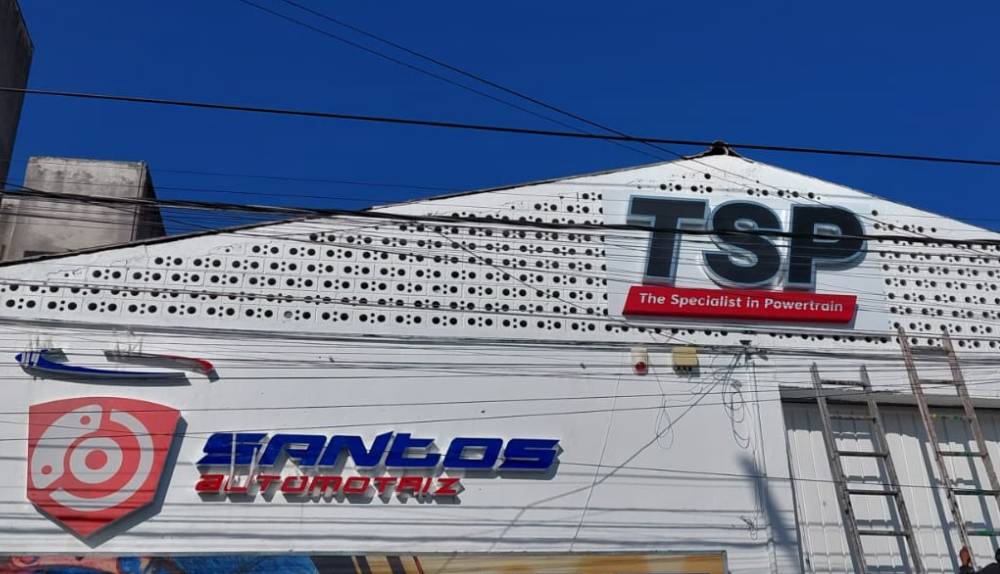 TSP
The Specialist in Powertrain
SANTOS
AUTOMOTRIZ